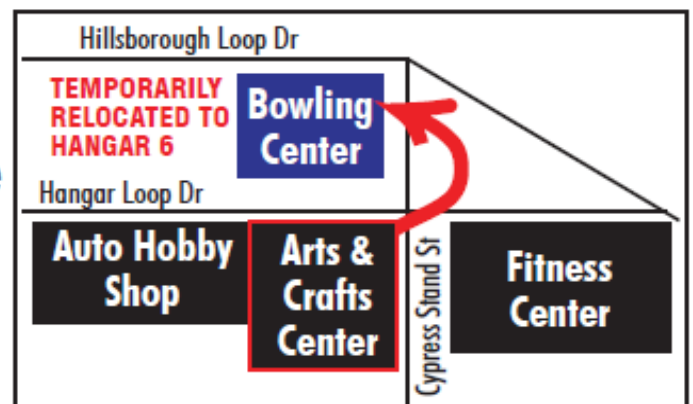 Hillsborough Loop Dr
TEMPORARILY
RELOCATED TO
HANGAR 6
Bowling
Center
Hangar Loop Dr
Auto Hobby
Shop
Arts &
Crafts
Center
Cypress Stand St
Fitness
Center